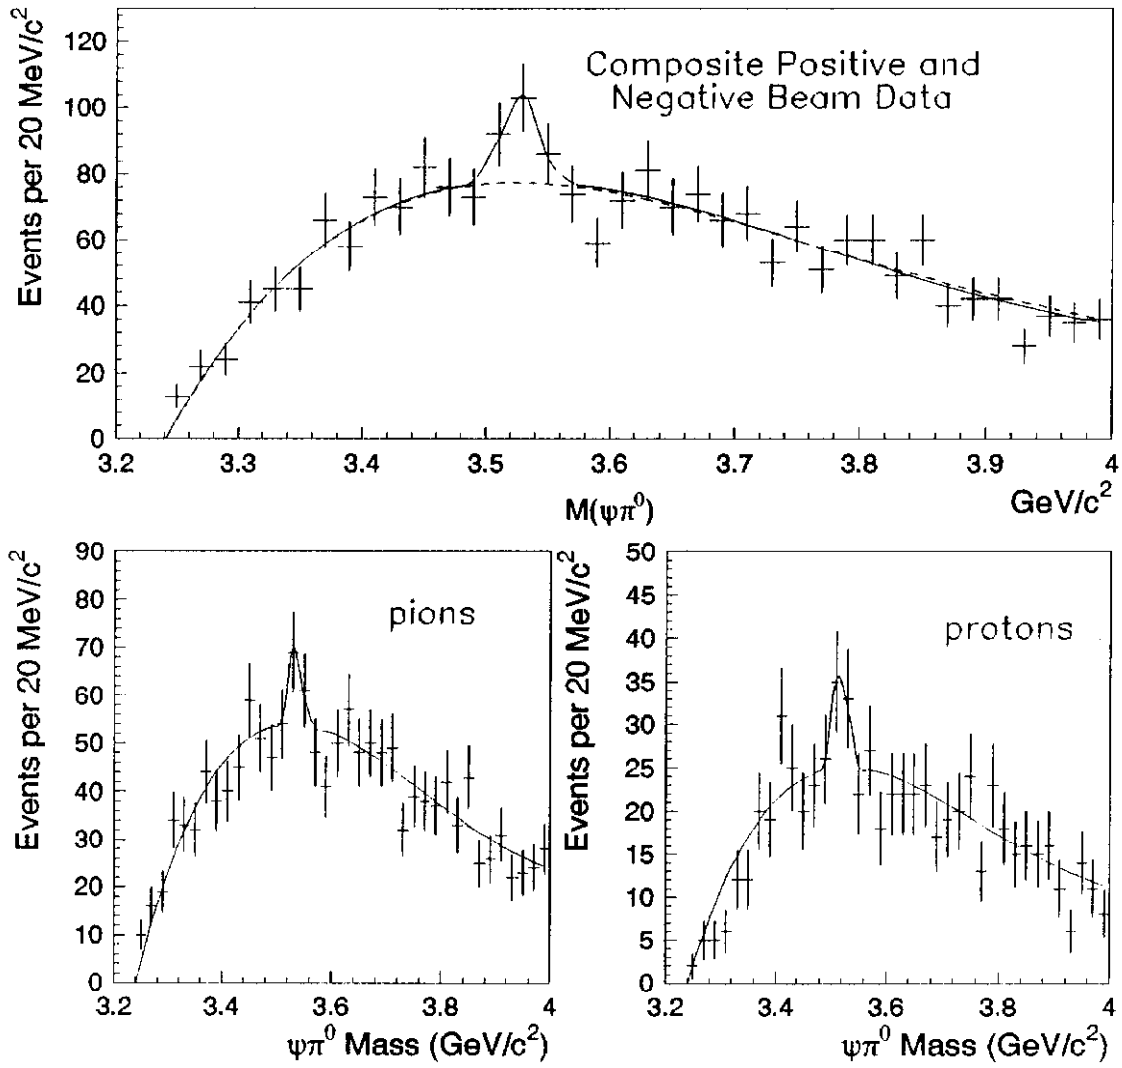 Events per 20 MeV/c²
120
100
80
60
40
20
0
Composite Positive and
Negative Beam Data
3.2 3.3 3.4 3.5 3.6 3.7 3.8 3.9 4
M(ψπ⁰)
GeV/c²
Events per 20 MeV/c²
90
80
70
60
50
40
30
20
10
0
pions
3.2 3.4 3.6 3.8 4
ψπ⁰ Mass (GeV/c²)
Events per 20 MeV/c²
50
45
40
35
30
25
20
15
10
5
0
protons
3.2 3.4 3.6 3.8 4
ψπ⁰ Mass (GeV/c²)